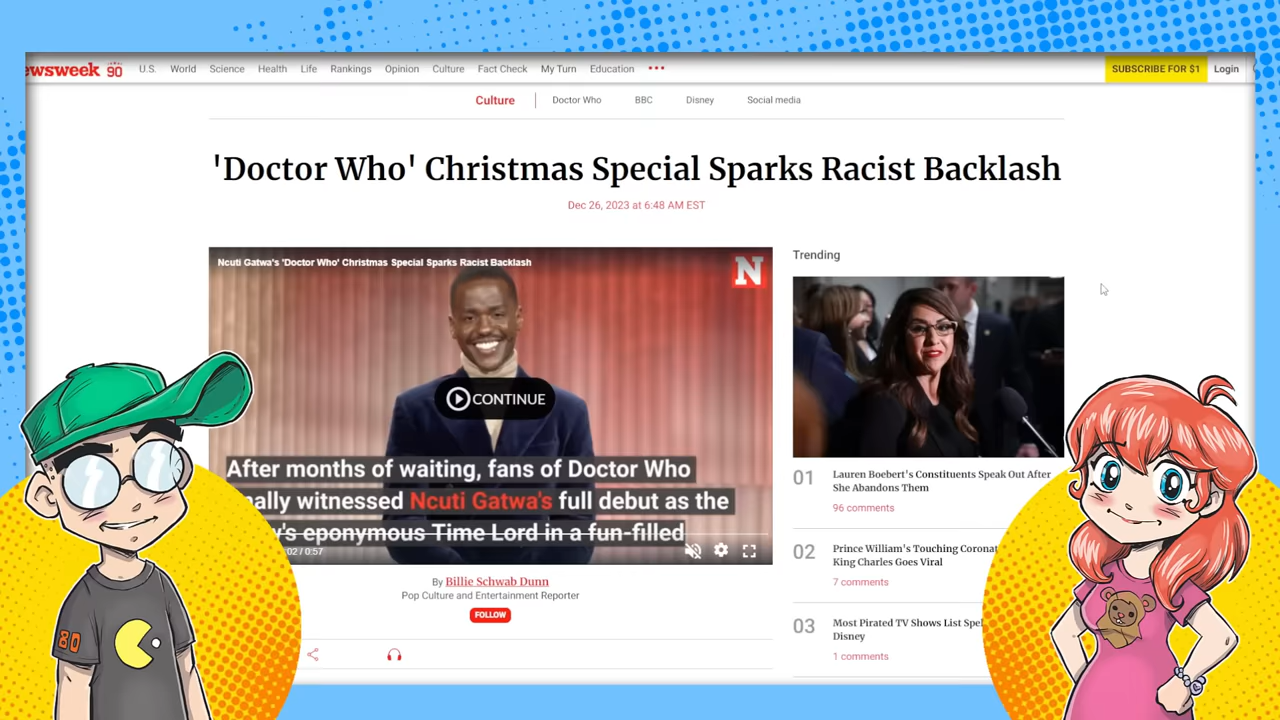 ewsweek 90
U.S. World Science Health Life Rankings Opinion Culture Fact Check My Turn Education
SUBSCRIBE FOR $1 Login
Culture Doctor Who BBC Disney Social media
'Doctor Who' Christmas Special Sparks Racist Backlash
Dec 26, 2023 at 6:48 AM EST
Ncuti Gatwa's 'Doctor Who' Christmas Special Sparks Racist Backlash
N
CONTINUE
After months of waiting, fans of Doctor Who
nally witnessed Ncuti Gatwa's full debut as the
y's eponymous Time Lord in a fun-filled
:02 / 0:57
By Billie Schwab Dunn
Pop Culture and Entertainment Reporter
FOLLOW
Trending
01 Lauren Boebert's Constituents Speak Out After
She Abandons Them
96 comments
02 Prince William's Touching Coronat
King Charles Goes Viral
7 comments
03 Most Pirated TV Shows List Spel
Disney
1 comments
80